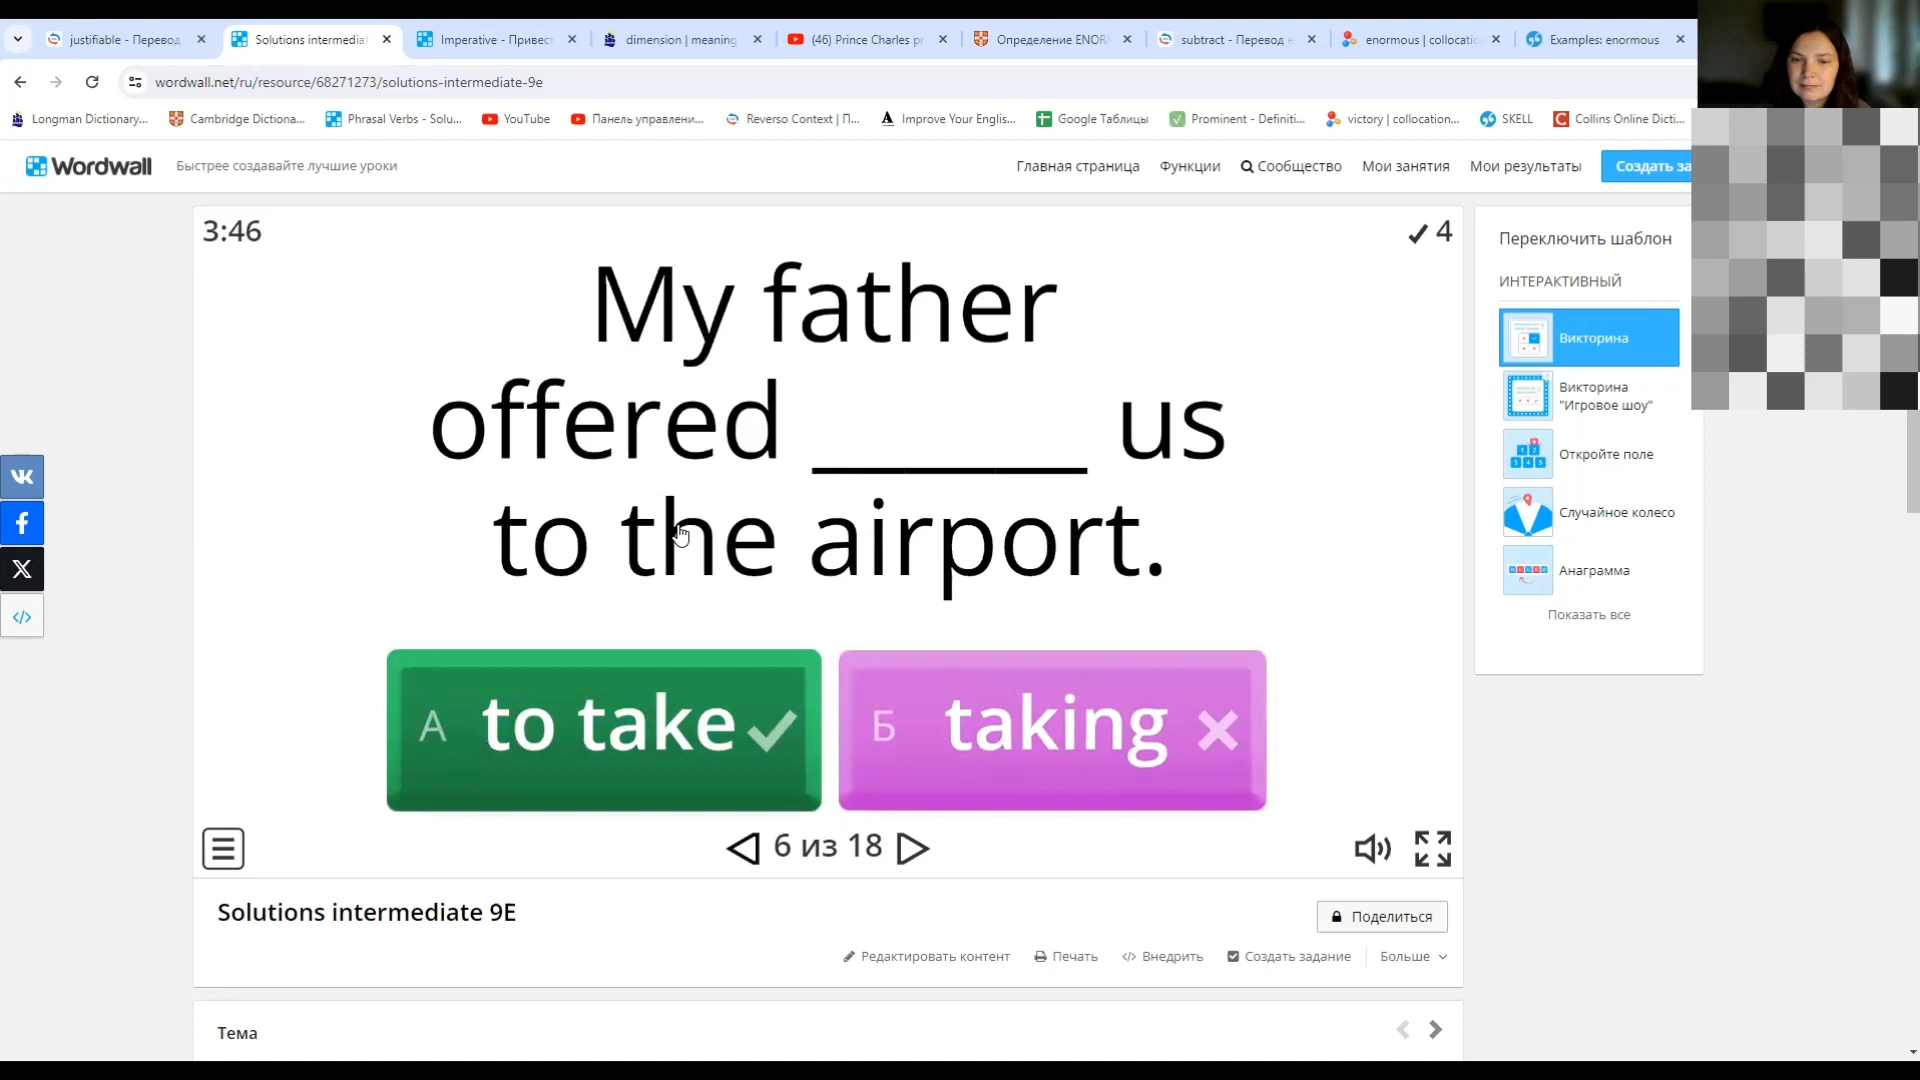 justifiable - Перевод
Solutions intermediat
Imperative - Привест
dimension | meaning
(46) Prince Charles pr
Определение ENOR
subtract - Перевод н
enormous | collocatio
Examples: enormous
wordwall.net/ru/resource/68271273/solutions-intermediate-9e
Longman Dictionary...
Cambridge Dictiona...
Phrasal Verbs - Solu...
YouTube
Панель управлени...
Reverso Context | П...
Improve Your Englis...
Google Таблицы
Prominent - Definiti...
victory | collocation...
SKELL
Collins Online Dicti...
Wordwall
Быстрее создавайте лучшие уроки
Главная страница
Функции
Сообщество
Мои занятия
Мои результаты
Создать за
3:46
4
My father
offered ______ us
to the airport.
А to take
Б taking
6 из 18
Переключить шаблон
ИНТЕРАКТИВНЫЙ
Викторина
Викторина
"Игровое шоу"
Откройте поле
Случайное колесо
Анаграмма
Показать все
Solutions intermediate 9E
Поделиться
Редактировать контент
Печать
Внедрить
Создать задание
Больше
Тема